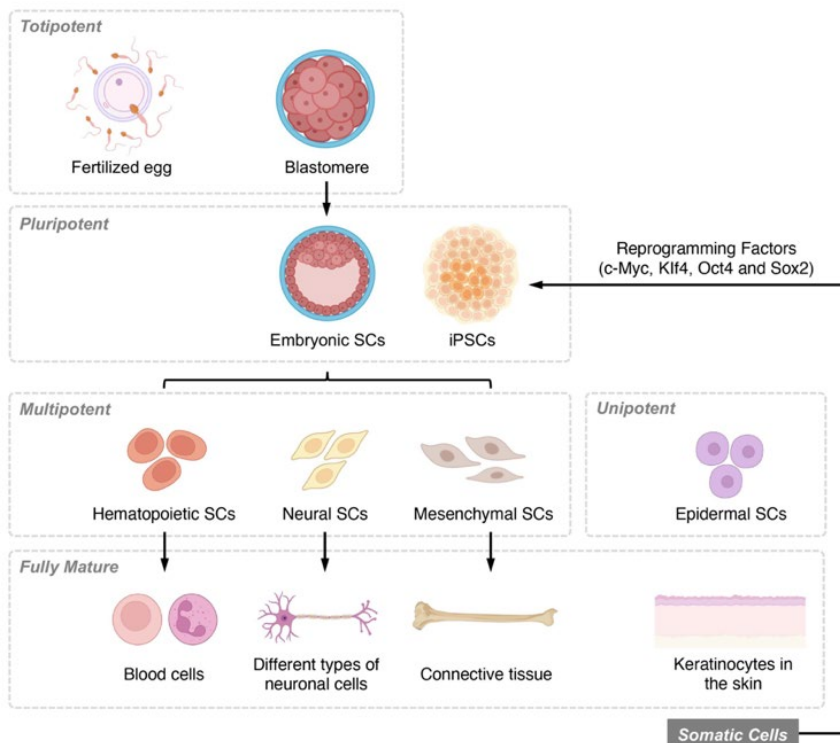 Totipotent
Fertilized egg
Blastomere
Pluripotent
Embryonic SCs
iPSCs
Reprogramming Factors
(c-Myc, Klf4, Oct4 and Sox2)
Multipotent
Hematopoietic SCs
Neural SCs
Mesenchymal SCs
Unipotent
Epidermal SCs
Fully Mature
Blood cells
Different types of
neuronal cells
Connective tissue
Keratinocytes in
the skin
Somatic Cells